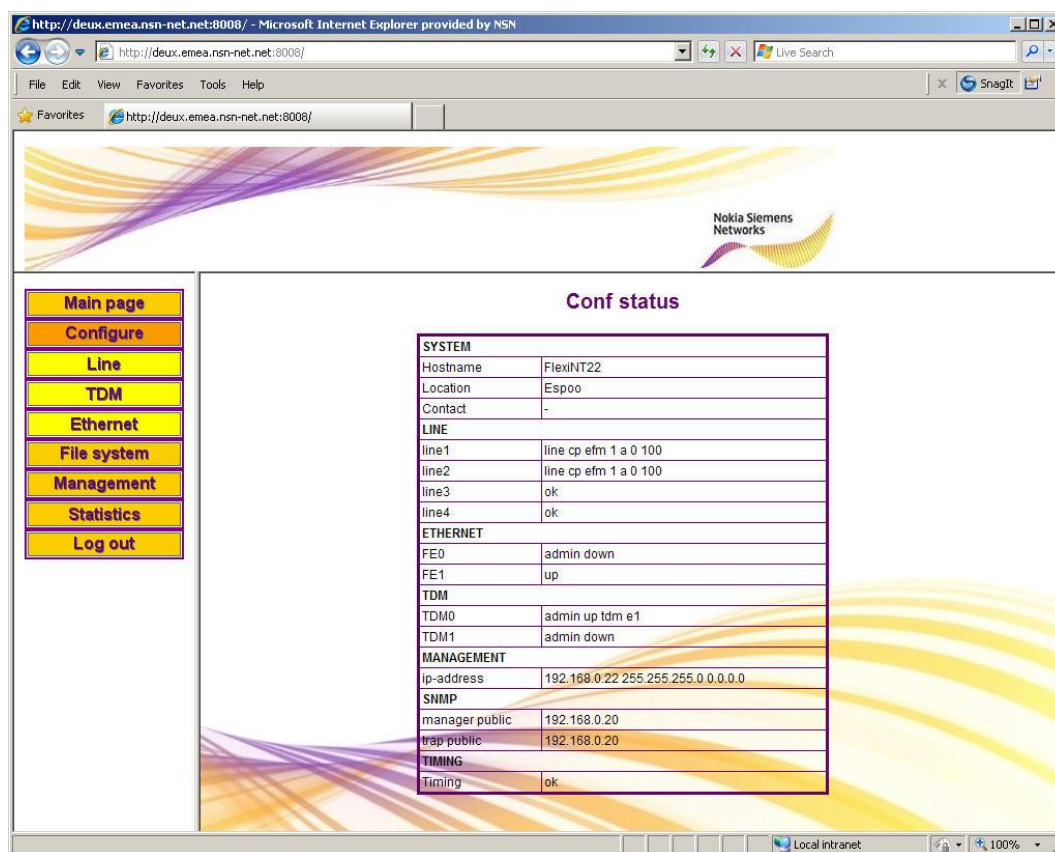 http://deux.emea.nsn-net.net:8008/ - Microsoft Internet Explorer provided by NSN
http://deux.emea.nsn-net.net:8008/
Live Search
File Edit View Favorites Tools Help
SnagIt
Favorites
http://deux.emea.nsn-net.net:8008/
Nokia Siemens
Networks
Main page
Configure
Line
TDM
Ethernet
File system
Management
Statistics
Log out
Conf status
SYSTEM
Hostname FlexiNT22
Location Espoo
Contact -
LINE
line1 line cp efm 1 a 0 100
line2 line cp efm 1 a 0 100
line3 ok
line4 ok
ETHERNET
FE0 admin down
FE1 up
TDM
TDM0 admin up tdm e1
TDM1 admin down
MANAGEMENT
ip-address 192.168.0.22 255.255.255.0 0.0.0.0
SNMP
manager public 192.168.0.20
trap public 192.168.0.20
TIMING
Timing ok
Local intranet
100%